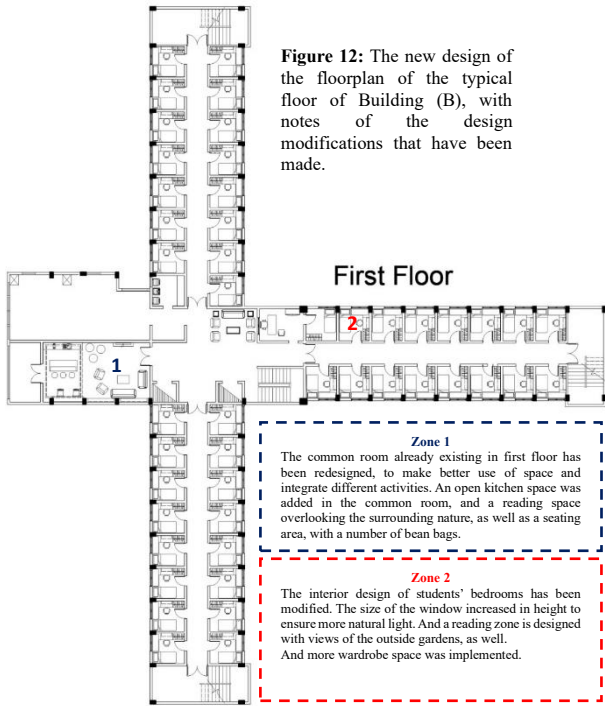 Figure 12: The new design of
the floorplan of the typical
floor of Building (B), with
notes of the design
modifications that have been
made.
First Floor
2
1
Zone 1
The common room already existing in first floor has
been redesigned, to make better use of space and
integrate different activities. An open kitchen space was
added in the common room, and a reading space
overlooking the surrounding nature, as well as a seating
area, with a number of bean bags.
Zone 2
The interior design of students’ bedrooms has been
modified. The size of the window increased in height to
ensure more natural light. And a reading zone is designed
with views of the outside gardens, as well.
And more wardrobe space was implemented.